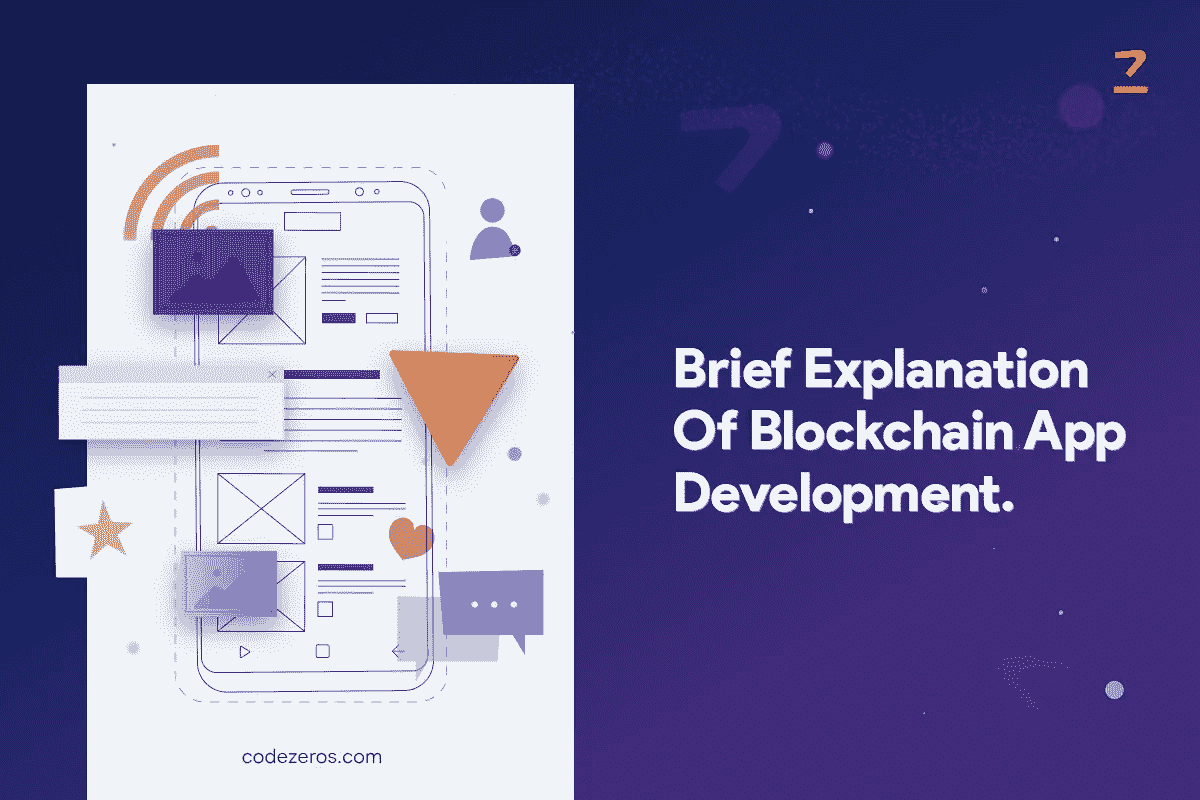 Brief Explanation
Of Blockchain App
Development.
codezeros.com